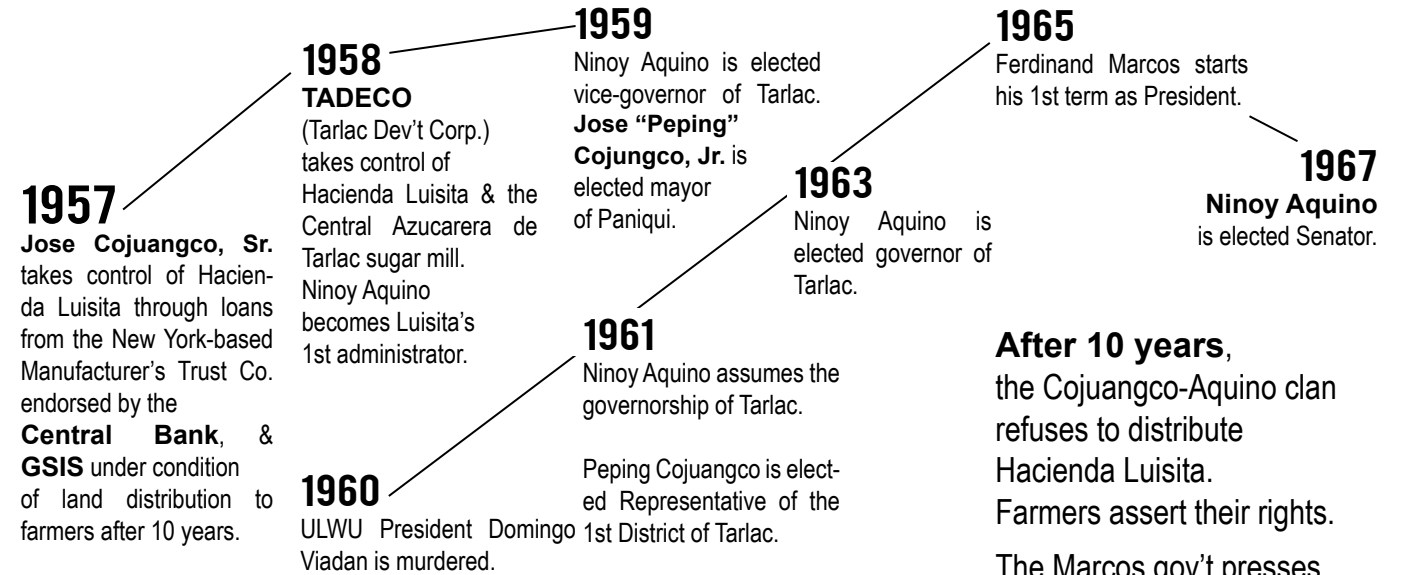 1957
Jose Cojuangco, Sr.
takes control of Hacien-
da Luisita through loans
from the New York-based
Manufacturer's Trust Co.
endorsed by the
Central Bank, &
GSIS under condition
of land distribution to
farmers after 10 years.
1958
TADECO
(Tarlac Dev't Corp.)
takes control of
Hacienda Luisita & the
Central Azucarera de
Tarlac sugar mill.
Ninoy Aquino
becomes Luisita's
1st administrator.
1959
Ninoy Aquino is elected
vice-governor of Tarlac.
Jose “Peping”
Cojungco, Jr. is
elected mayor
of Paniqui.
1960
ULWU President Domingo
Viadan is murdered.
1961
Ninoy Aquino assumes the
governorship of Tarlac.
Peping Cojuangco is elect-
ed Representative of the
1st District of Tarlac.
1963
Ninoy Aquino is
elected governor of
Tarlac.
1965
Ferdinand Marcos starts
his 1st term as President.
1967
Ninoy Aquino
is elected Senator.
After 10 years,
the Cojuangco-Aquino clan
refuses to distribute
Hacienda Luisita.
Farmers assert their rights.
The Marcos gov't presses